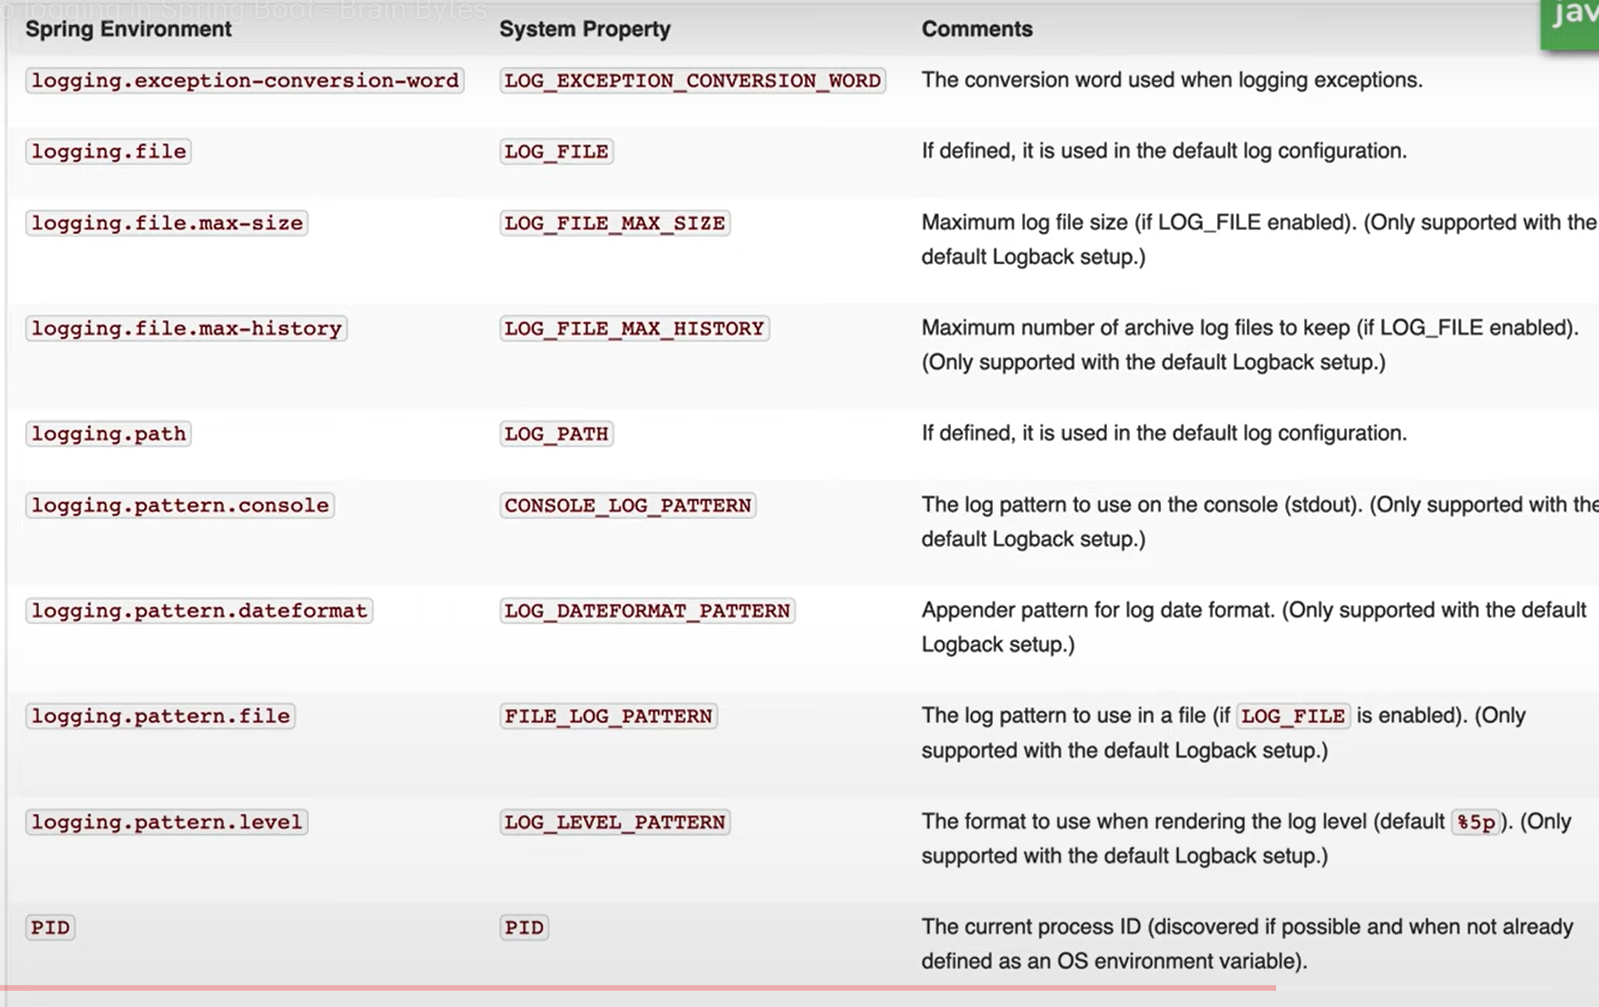 o logging in Spring Boot - Brain Bytes
jav
Spring Environment System Property Comments
logging.exception-conversion-word LOG_EXCEPTION_CONVERSION_WORD The conversion word used when logging exceptions.
logging.file LOG_FILE If defined, it is used in the default log configuration.
logging.file.max-size LOG_FILE_MAX_SIZE Maximum log file size (if LOG_FILE enabled). (Only supported with the
default Logback setup.)
logging.file.max-history LOG_FILE_MAX_HISTORY Maximum number of archive log files to keep (if LOG_FILE enabled).
(Only supported with the default Logback setup.)
logging.path LOG_PATH If defined, it is used in the default log configuration.
logging.pattern.console CONSOLE_LOG_PATTERN The log pattern to use on the console (stdout). (Only supported with the
default Logback setup.)
logging.pattern.dateformat LOG_DATEFORMAT_PATTERN Appender pattern for log date format. (Only supported with the default
Logback setup.)
logging.pattern.file FILE_LOG_PATTERN The log pattern to use in a file (if LOG_FILE is enabled). (Only
supported with the default Logback setup.)
logging.pattern.level LOG_LEVEL_PATTERN The format to use when rendering the log level (default %5p). (Only
supported with the default Logback setup.)
PID PID The current process ID (discovered if possible and when not already
defined as an OS environment variable).